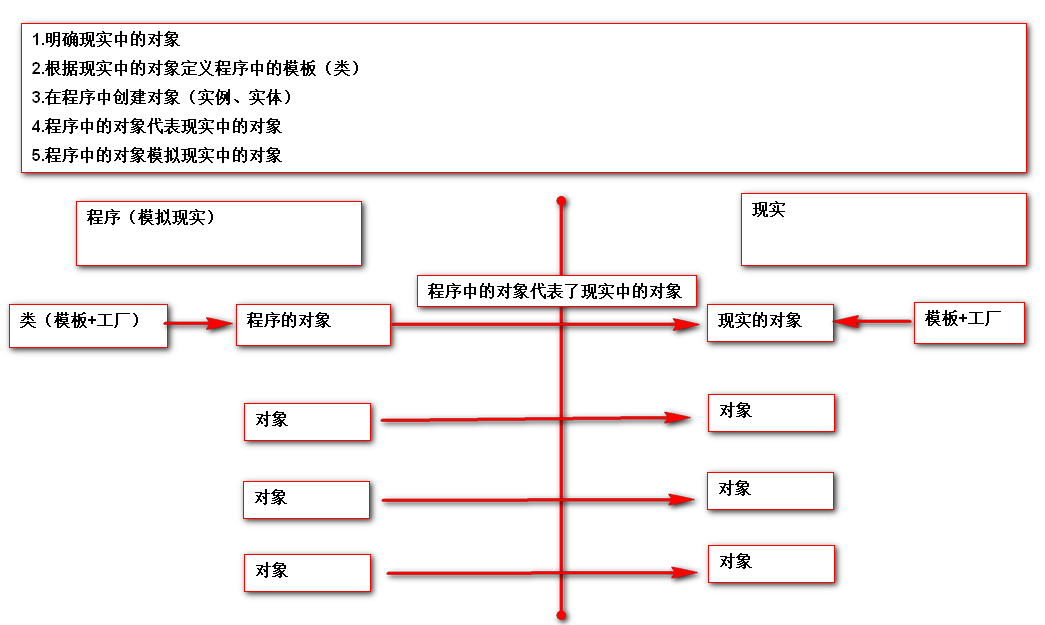 1.明确现实中的对象
2.根据现实中的对象定义程序中的模板（类）
3.在程序中创建对象（实例、实体）
4.程序中的对象代表现实中的对象
5.程序中的对象模拟现实中的对象
程序（模拟现实）
现实
程序中的对象代表了现实中的对象
类（模板+工厂）
程序的对象
现实的对象
模板+工厂
对象
对象
对象
对象
对象
对象